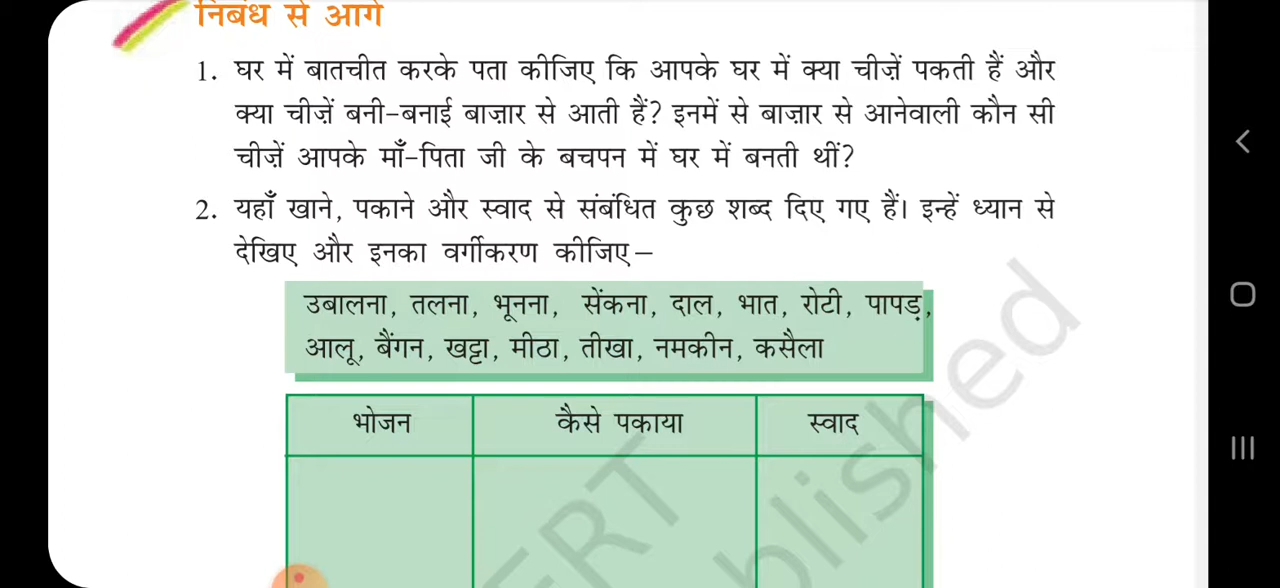 निबंध से आगे
1. घर में बातचीत करके पता कीजिए कि आपके घर में क्या चीज़ें पकती हैं और
क्या चीज़ें बनी-बनाई बाज़ार से आती हैं? इनमें से बाज़ार से आनेवाली कौन सी
चीज़ें आपके माँ-पिता जी के बचपन में घर में बनती थीं?
2. यहाँ खाने, पकाने और स्वाद से संबंधित कुछ शब्द दिए गए हैं। इन्हें ध्यान से
देखिए और इनका वर्गीकरण कीजिए–
उबालना, तलना, भूनना, सेंकना, दाल, भात, रोटी, पापड़,
आलू, बैंगन, खट्टा, मीठा, तीखा, नमकीन, कसैला
भोजन कैसे पकाया स्वाद